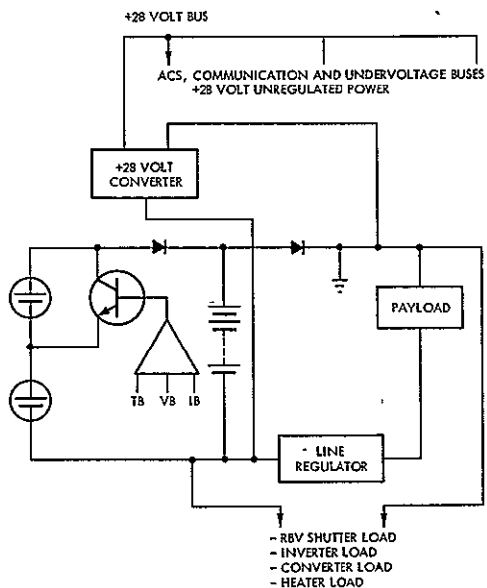 +28 VOLT BUS
ACS, COMMUNICATION AND UNDERVOLTAGE BUSES
+28 VOLT UNREGULATED POWER
+28 VOLT
CONVERTER
PAYLOAD
TB VB IB
LINE
REGULATOR
- RBV SHUTTER LOAD
- INVERTER LOAD
- CONVERTER LOAD
- HEATER LOAD